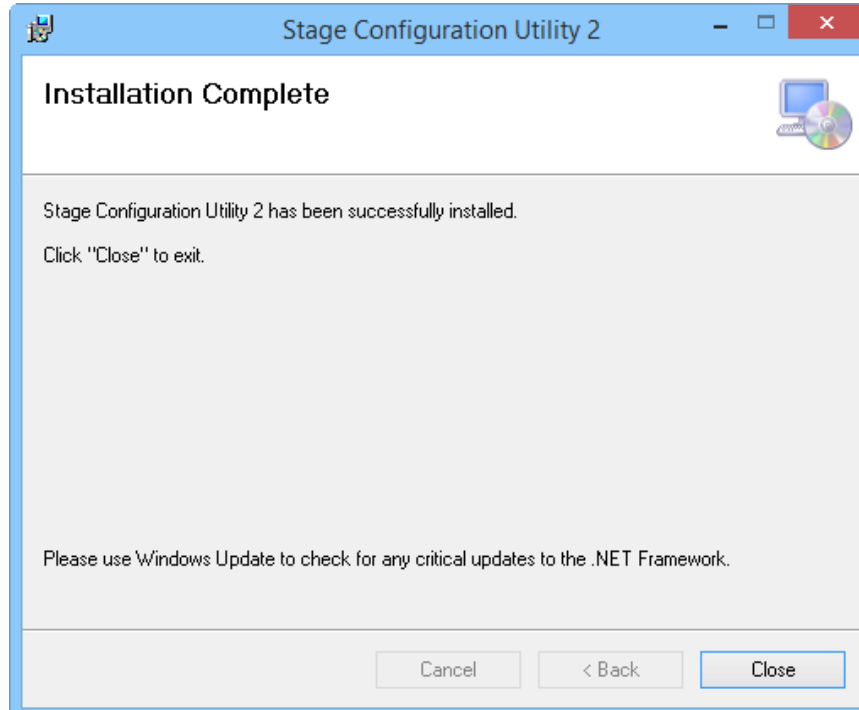 Stage Configuration Utility 2
Installation Complete
Stage Configuration Utility 2 has been successfully installed.
Click "Close" to exit.
Please use Windows Update to check for any critical updates to the .NET Framework.
Cancel
< Back
Close